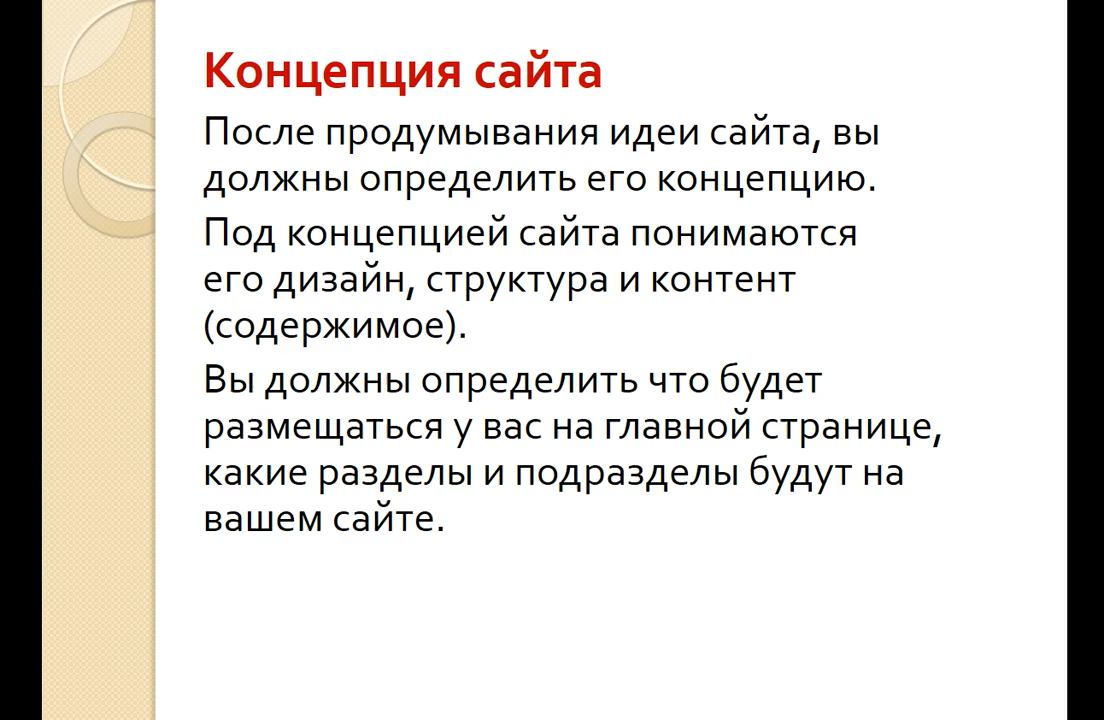 Концепция сайта
После продумывания идеи сайта, вы
должны определить его концепцию.
Под концепцией сайта понимаются
его дизайн, структура и контент
(содержимое).
Вы должны определить что будет
размещаться у вас на главной странице,
какие разделы и подразделы будут на
вашем сайте.